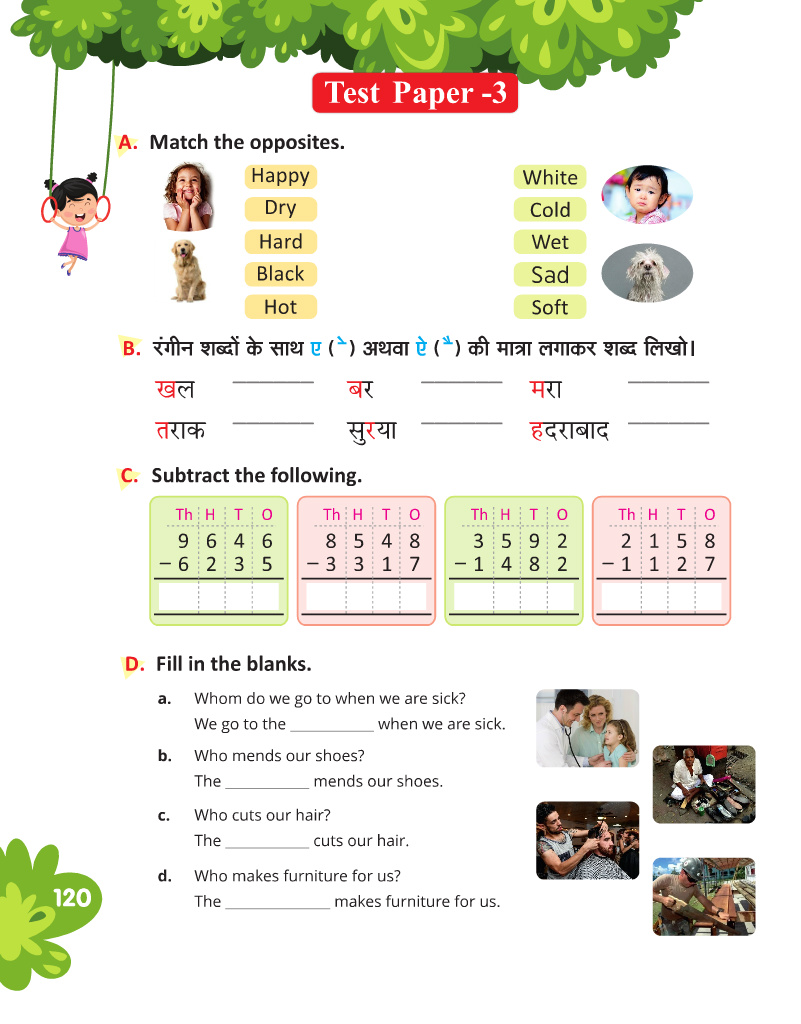 Test Paper -3
A. Match the opposites.
Happy White
Dry Cold
Hard Wet
Black Sad
Hot Soft
B. रंगीन शब्दों के साथ ए ( े ) अथवा ऐ ( ै ) की मात्रा लगाकर शब्द लिखो।
खल __________ बर __________ मरा __________
तराक __________ सुरया __________ हदराबाद __________
C. Subtract the following.
Th H T O Th H T O Th H T O Th H T O
9 6 4 6 8 5 4 8 3 5 9 2 2 1 5 8
– 6 2 3 5 – 3 3 1 7 – 1 4 8 2 – 1 1 2 7
D. Fill in the blanks.
a. Whom do we go to when we are sick?
We go to the __________ when we are sick.
b. Who mends our shoes?
The __________ mends our shoes.
c. Who cuts our hair?
The __________ cuts our hair.
d. Who makes furniture for us?
The ____________ makes furniture for us.
120